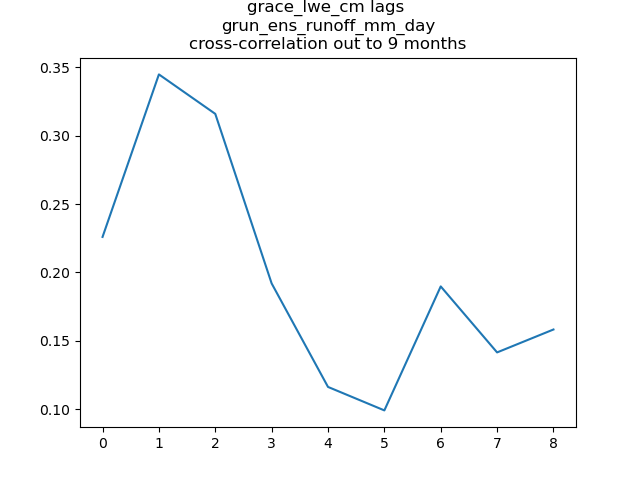 grace_lwe_cm lags
grun_ens_runoff_mm_day
cross-correlation out to 9 months
0.35
0.30
0.25
0.20
0.15
0.10
0 1 2 3 4 5 6 7 8